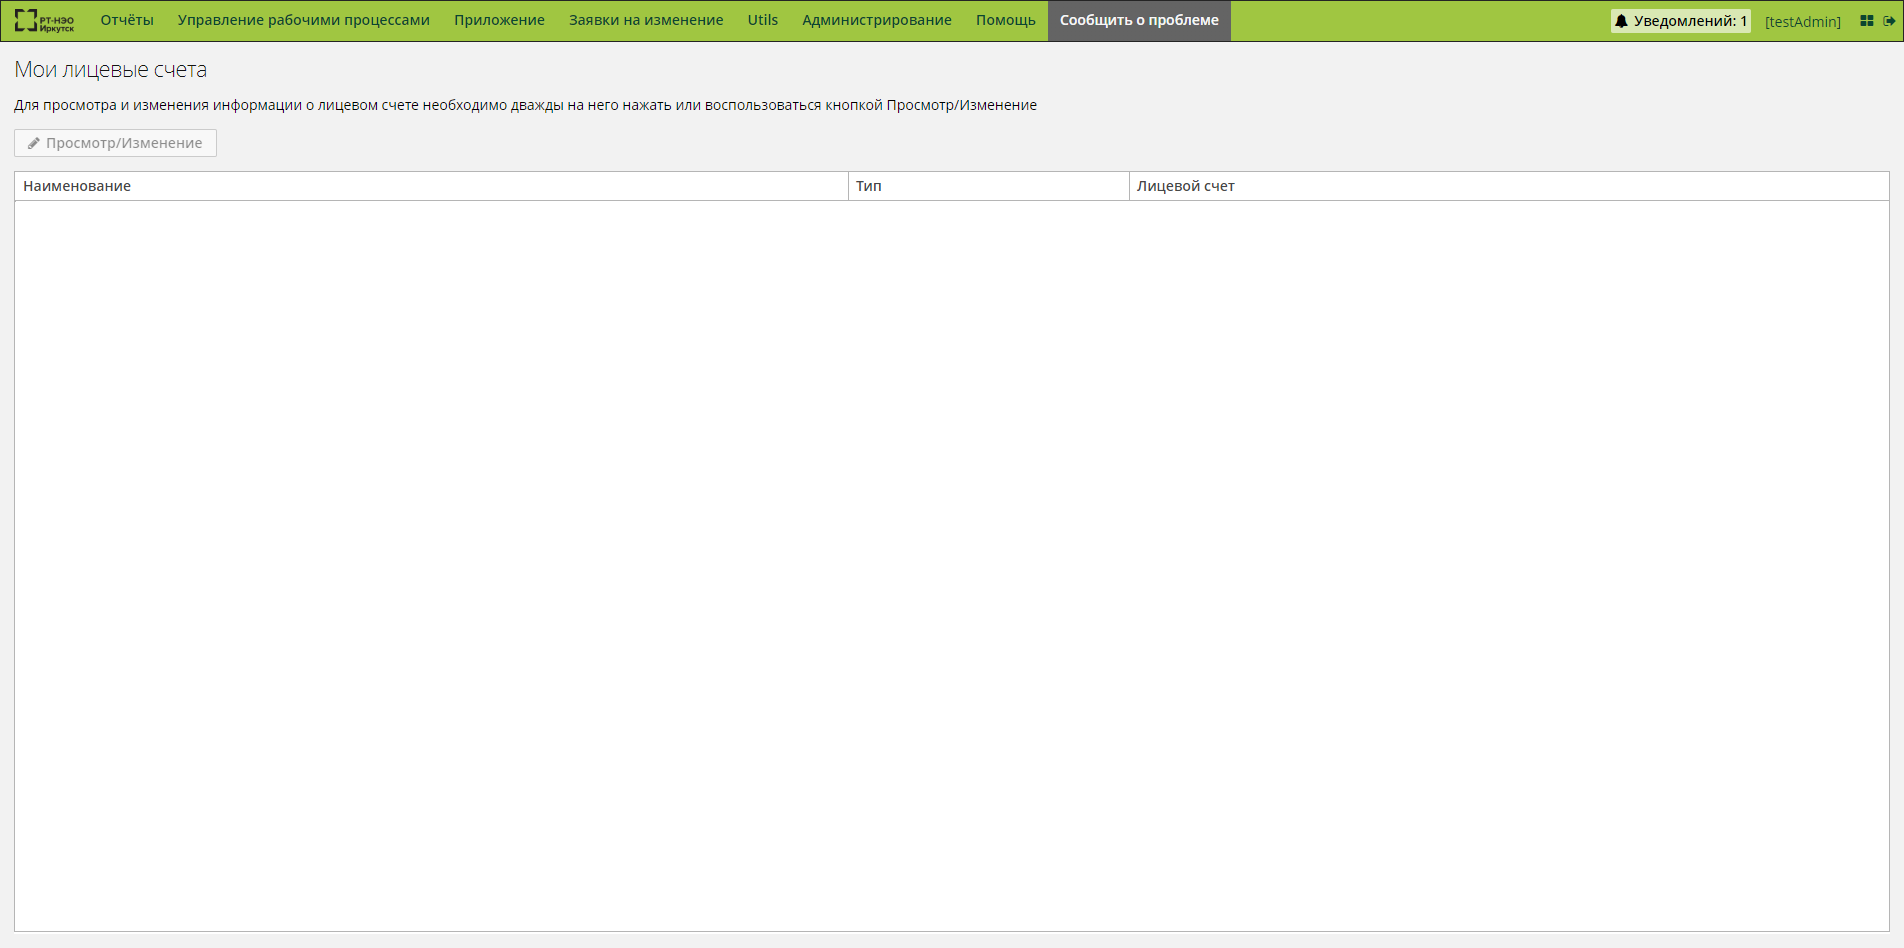 РТ-НЭО Иркутск Отчёты Управление рабочими процессами Приложение Заявки на изменение Utils Администрирование Помощь Сообщить о проблеме Уведомлений: 1 [testAdmin]
Мои лицевые счета
Для просмотра и изменения информации о лицевом счете необходимо дважды на него нажать или воспользоваться кнопкой Просмотр/Изменение
Просмотр/Изменение
Наименование Тип Лицевой счет